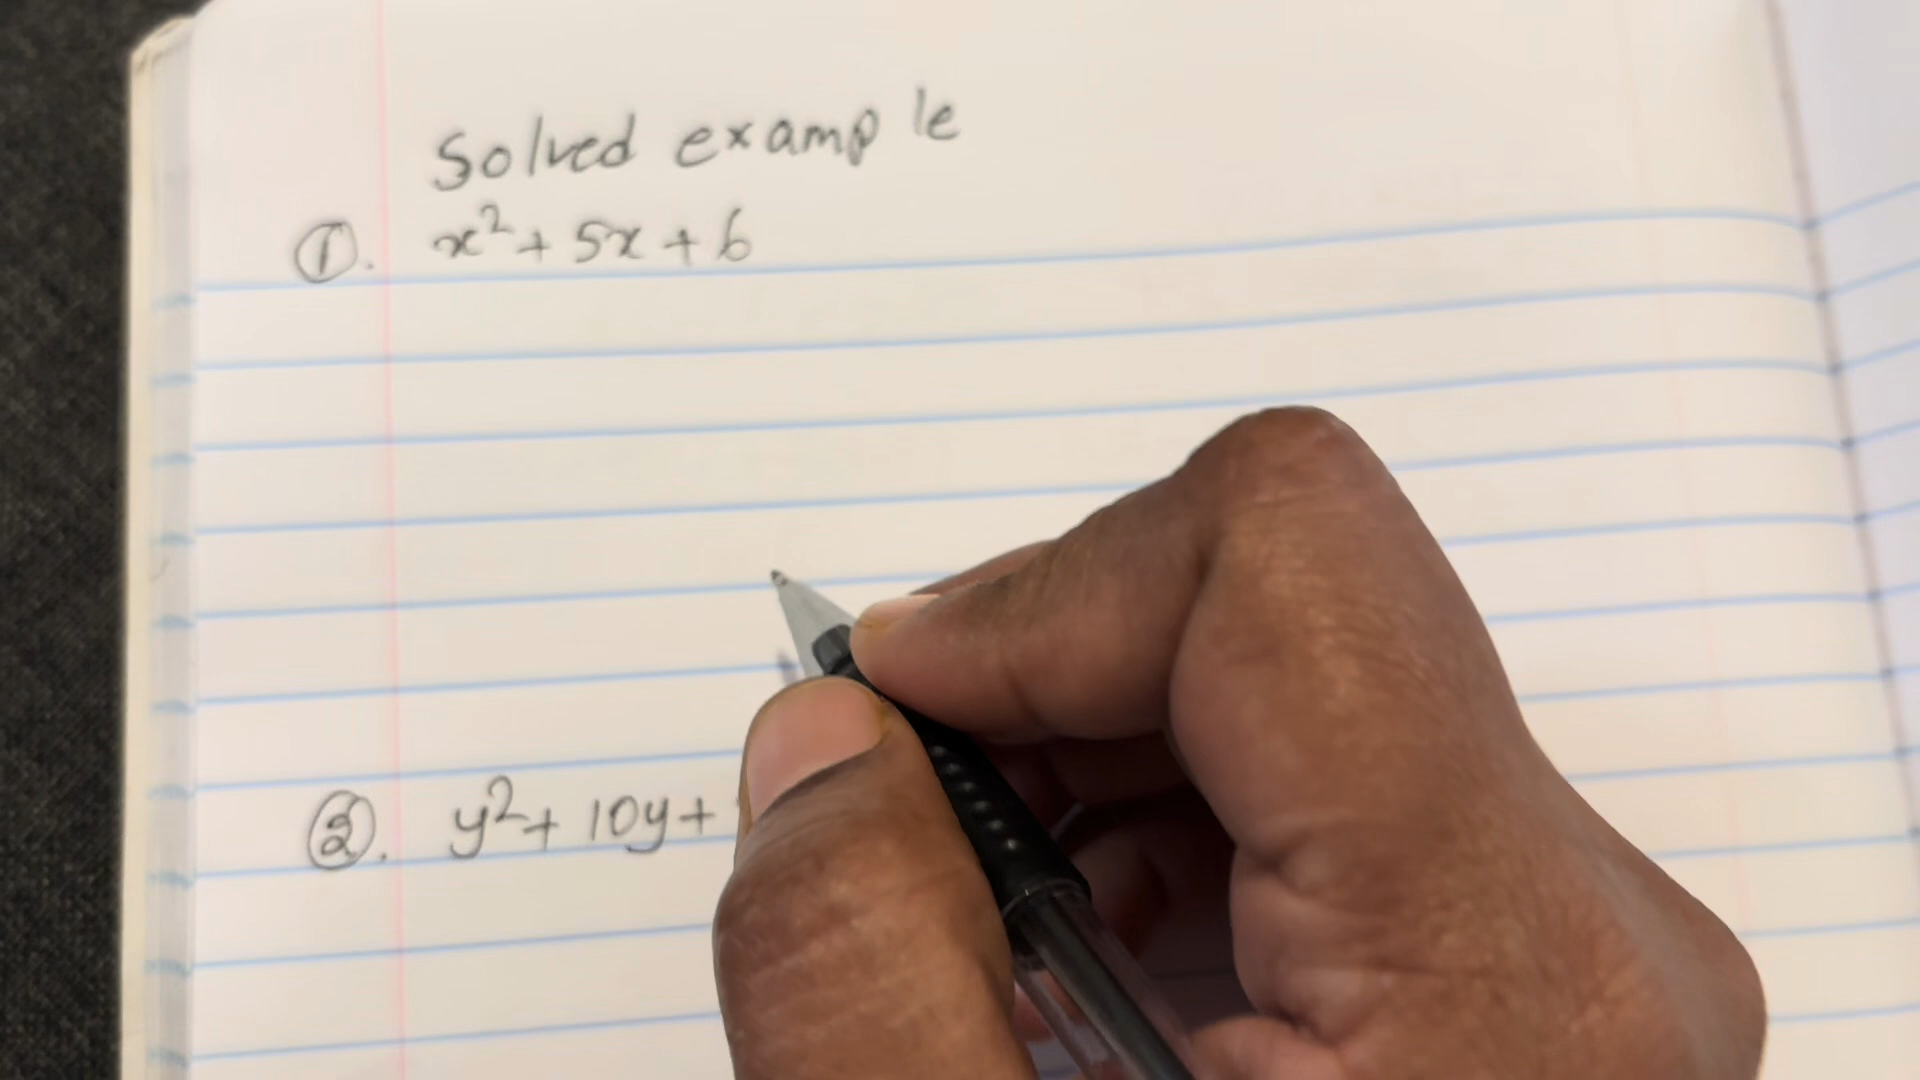 Solved example
①. x²+ 5x + 6
②. y²+ 10y+